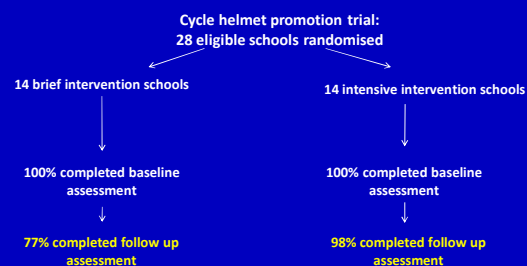 Cycle helmet promotion trial:
28 eligible schools randomised
14 brief intervention schools
14 intensive intervention schools
100% completed baseline
assessment
100% completed baseline
assessment
77% completed follow up
assessment
98% completed follow up
assessment